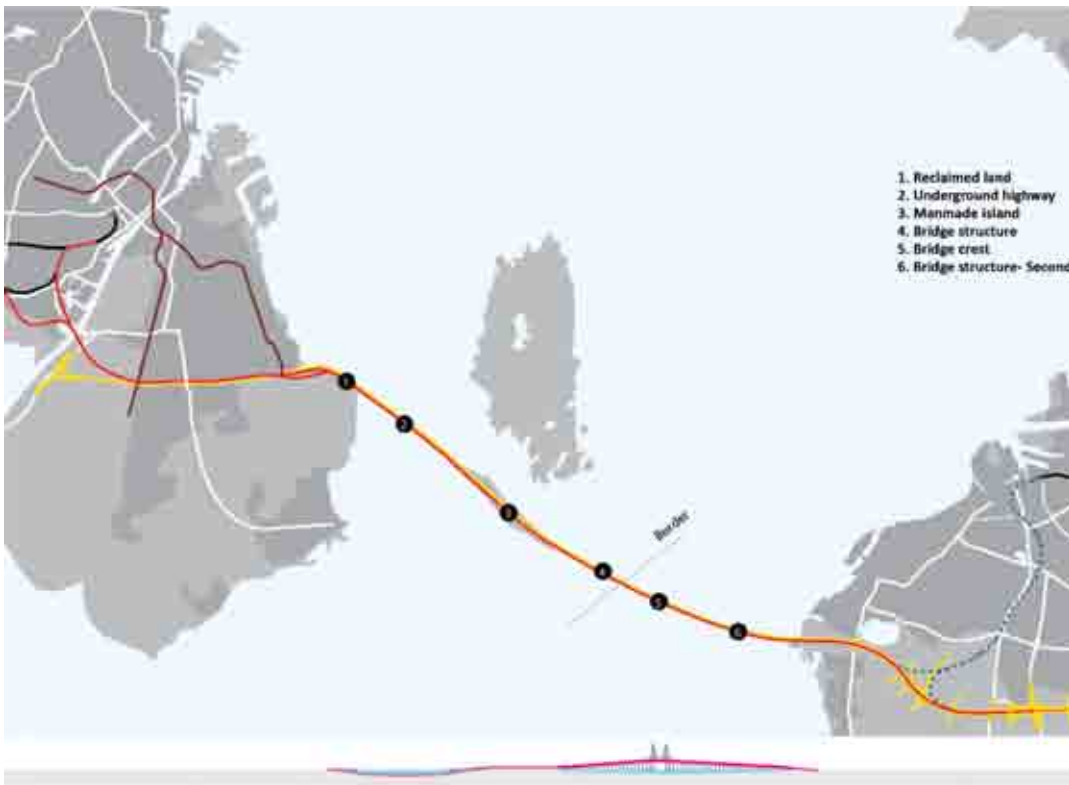 1. Reclaimed land
2. Underground highway
3. Manmade island
4. Bridge structure
5. Bridge crest
6. Bridge structure- Second
1
2
3
Border
4
5
6